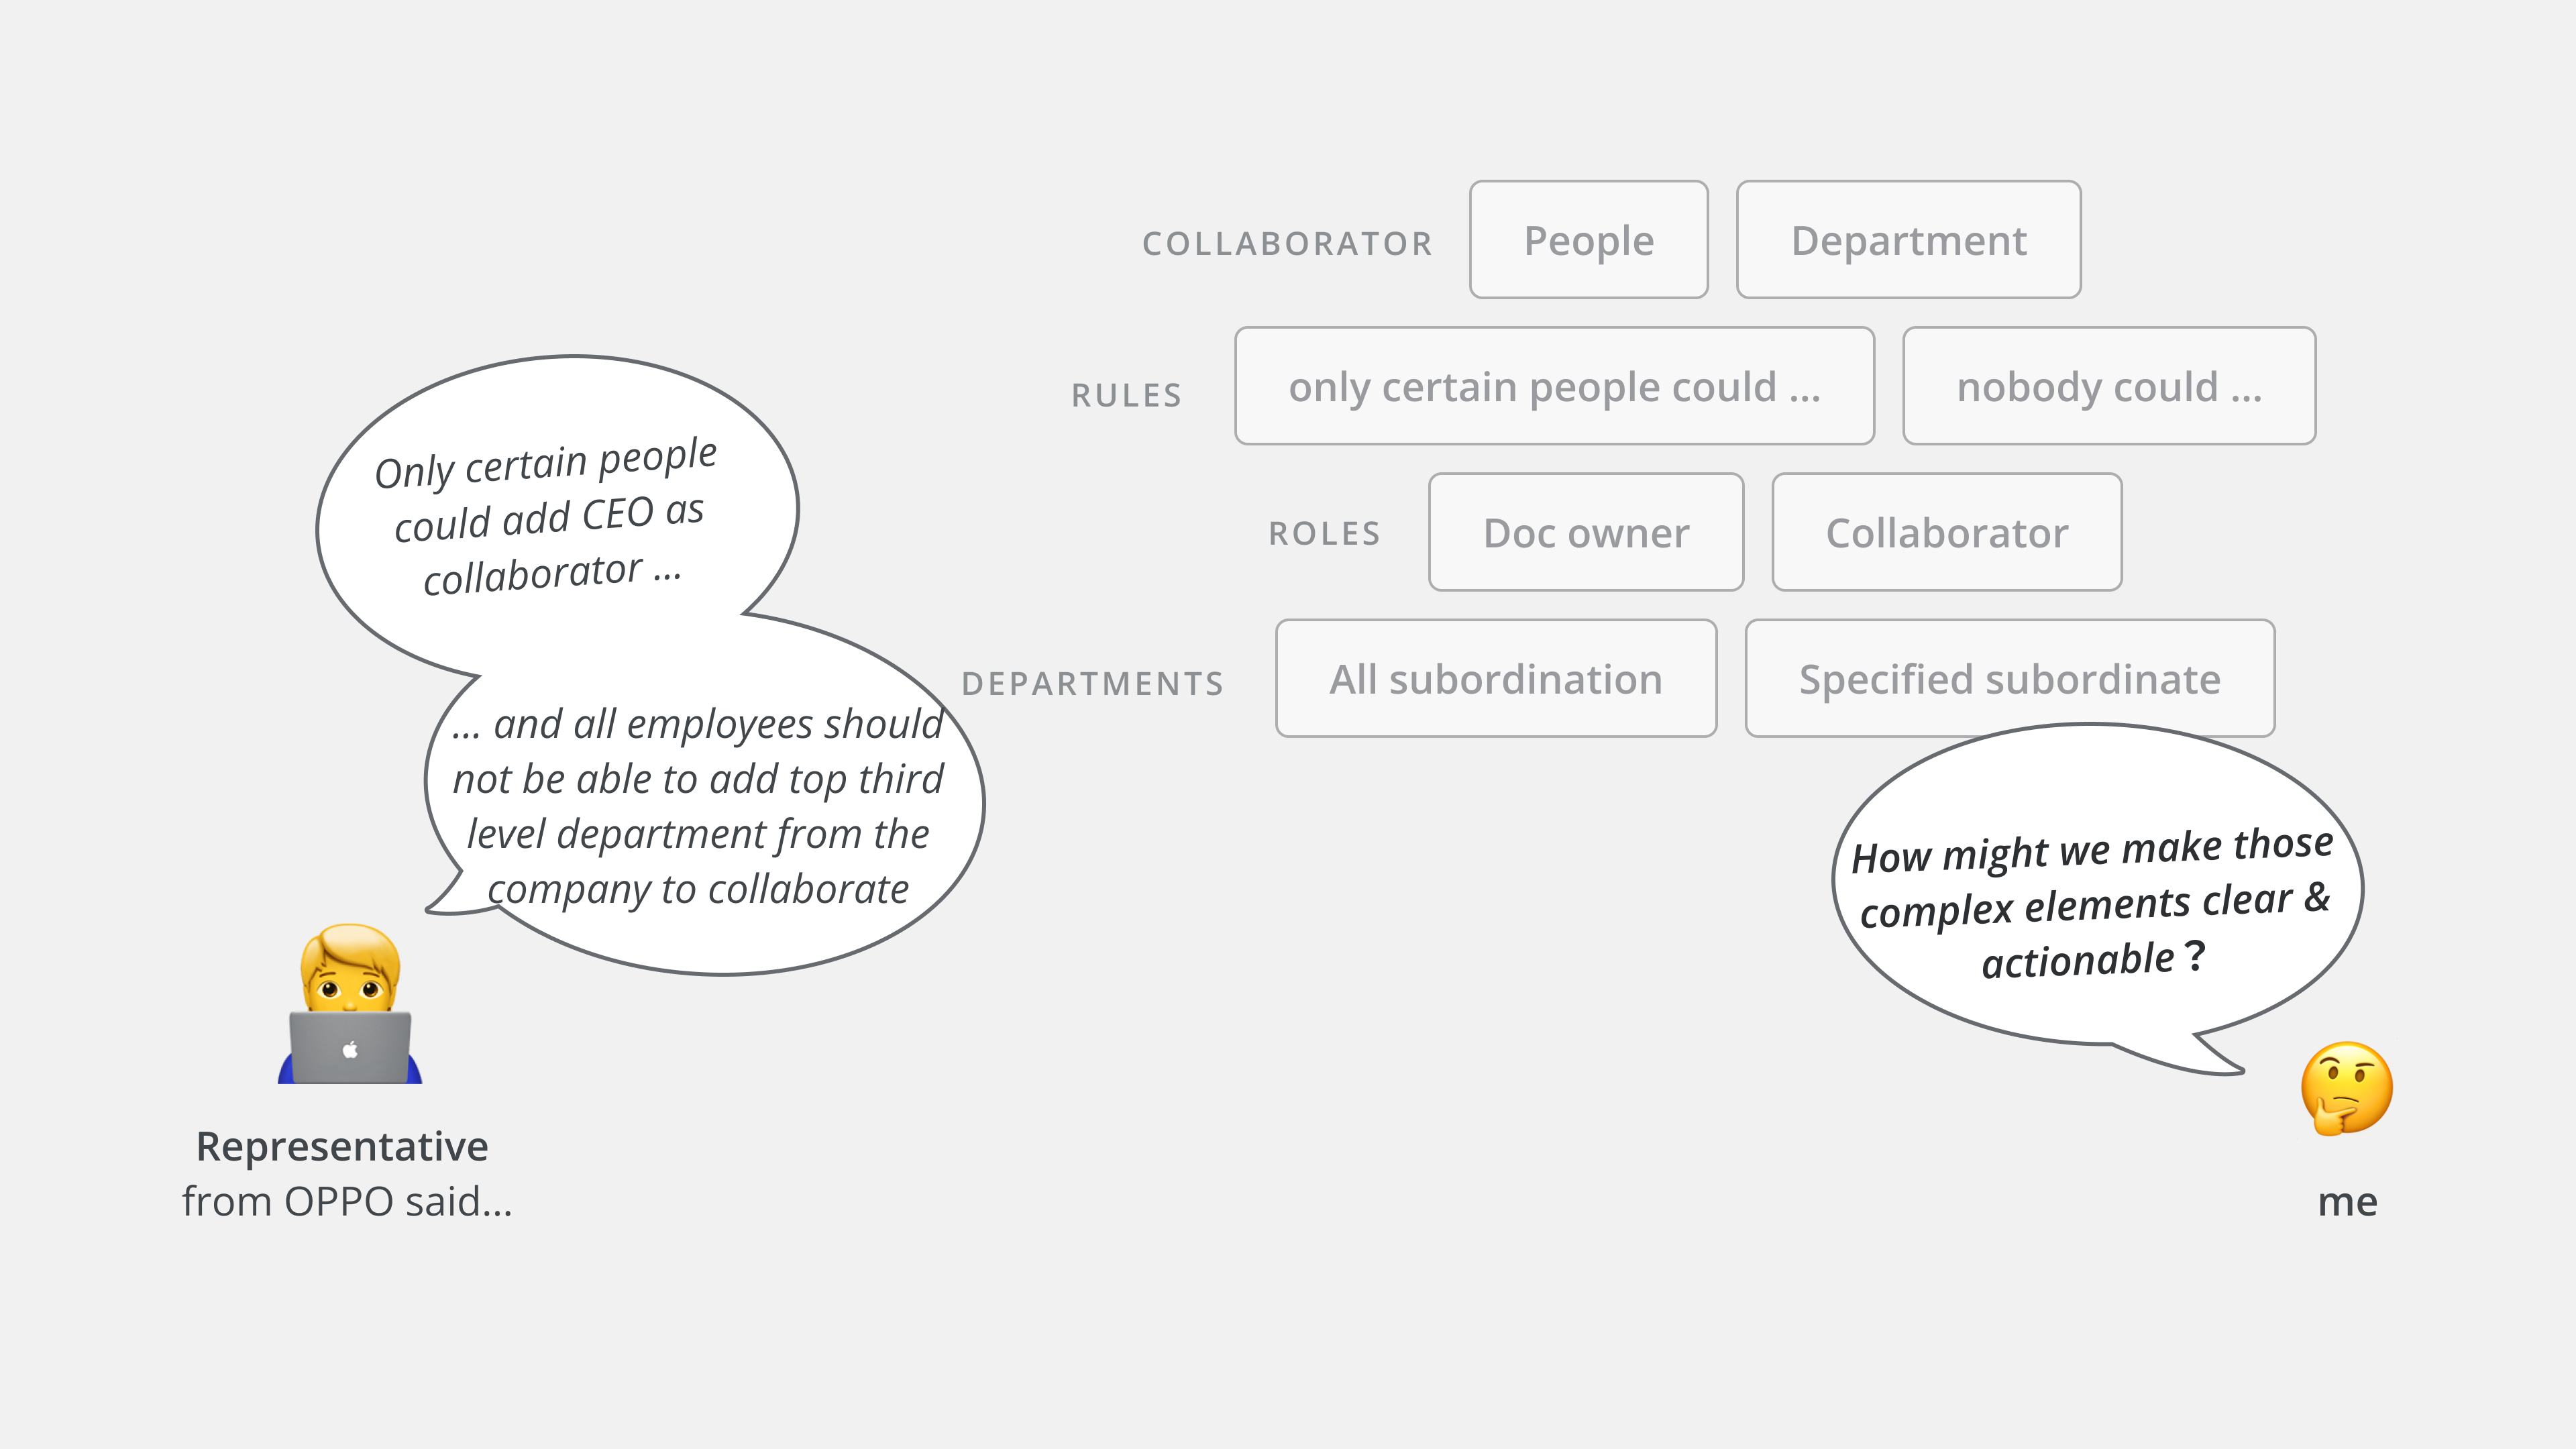 Only certain people
could add CEO as
collaborator ...
... and all employees should
not be able to add top third
level department from the
company to collaborate
Representative
from OPPO said...
COLLABORATOR People Department
RULES only certain people could ... nobody could ...
ROLES Doc owner Collaborator
DEPARTMENTS All subordination Specified subordinate
How might we make those
complex elements clear &
actionable ?
me